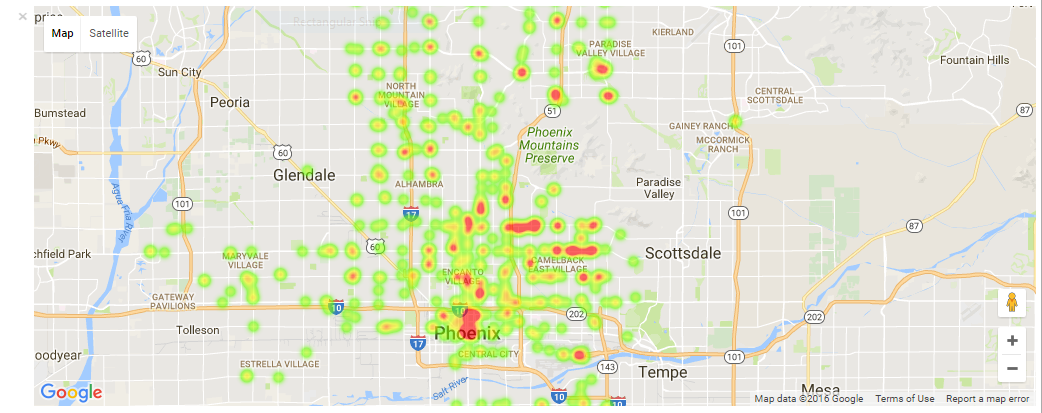 ×
Map
Satellite
Rectangular S
60
Sun City
Peoria
Bumstead
Pkwy
60
Glendale
101
chfield Park
MARYVALE
VILLAGE
GATEWAY
PAVILIONS
Tolleson
oodyear
ESTRELLA VILLAGE
Agua Fria River
NORTH
MOUNTAIN
VILLAGE
ALHAMBRA
17
60
ENCANTO
VILLAGE
10
10
17
Phoenix
CENTRAL CITY
Salt River
KIERLAND
PARADISE
VALLEY VILLAGE
101
Fountain Hills
CENTRAL
SCOTTSDALE
51
87
GAINEY RANCH
MCCORMICK
RANCH
Phoenix
Mountains
Preserve
Paradise
Valley
101
87
Scottsdale
CAMELBACK
EAST VILLAGE
202
202
143
101
Tempe
10
10
Mesa
Google
Map data ©2016 Google
Terms of Use
Report a map error
+
−